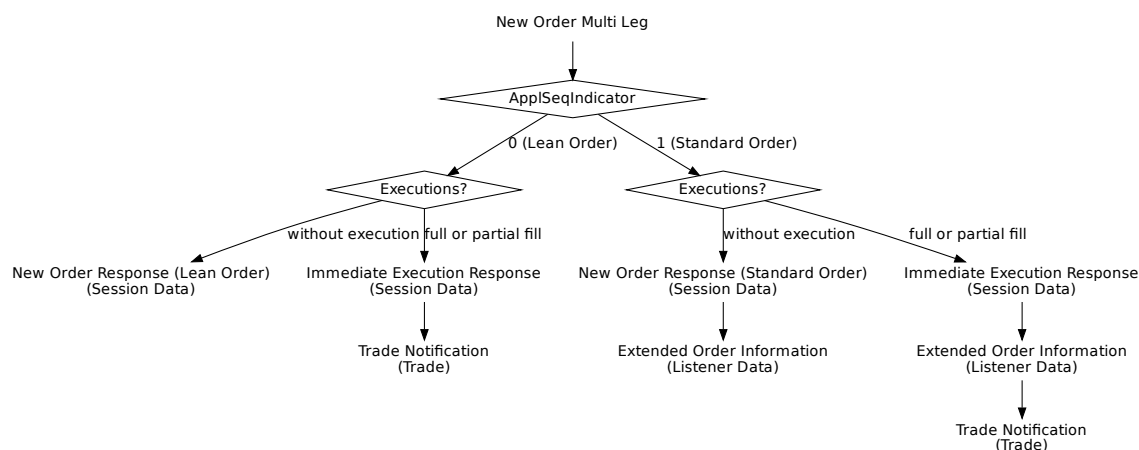 New Order Multi Leg
ApplSeqIndicator
0 (Lean Order)
1 (Standard Order)
Executions?
Executions?
without execution
full or partial fill
without execution
full or partial fill
New Order Response (Lean Order)
(Session Data)
Immediate Execution Response
(Session Data)
New Order Response (Standard Order)
(Session Data)
Immediate Execution Response
(Session Data)
Trade Notification
(Trade)
Extended Order Information
(Listener Data)
Extended Order Information
(Listener Data)
Trade Notification
(Trade)